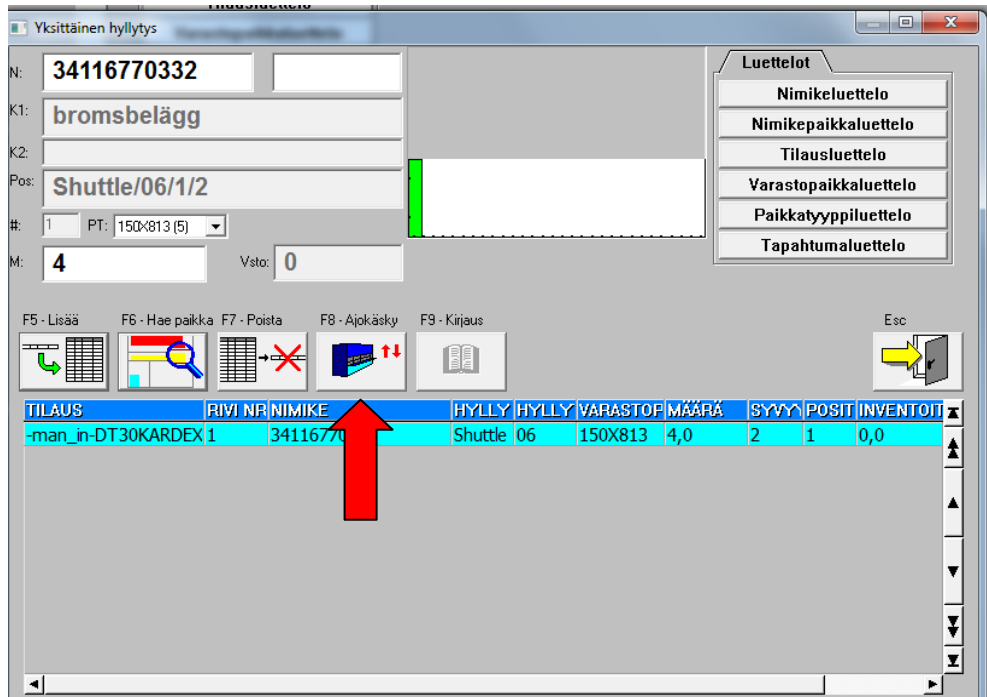 Tilausluettelo
Yksittäinen hyllytys
N: 34116770332
K1: bromsbelägg
K2:
Pos: Shuttle/06/1/2
#: 1 PT: 150X813 (5)
M: 4 Vsto: 0
Luettelot
Nimikeluettelo
Nimikepaikkaluettelo
Tilausluettelo
Varastopaikkaluettelo
Paikkatyyppiluettelo
Tapahtumaluettelo
F5 - Lisää F6 - Hae paikka F7 - Poista F8 - Ajokäsky F9 - Kirjaus Esc
TILAUS RIVI NR NIMIKE HYLLY HYLLY VARASTOP MÄÄRÄ SYVY POSIT INVENTOIT
-man_in-DT30KARDEX 1 3411677 Shuttle 06 150X813 4,0 2 1 0,0